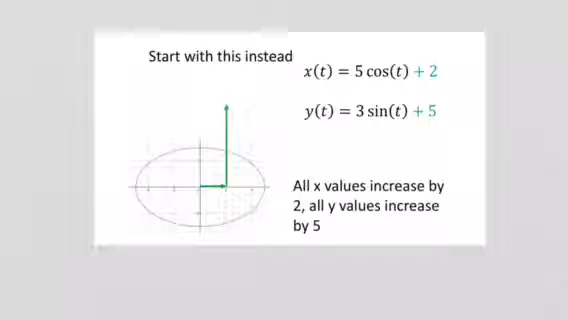 Start with this instead
x(t) = 5 cos(t) + 2
y(t) = 3 sin(t) + 5
All x values increase by
2, all y values increase
by 5